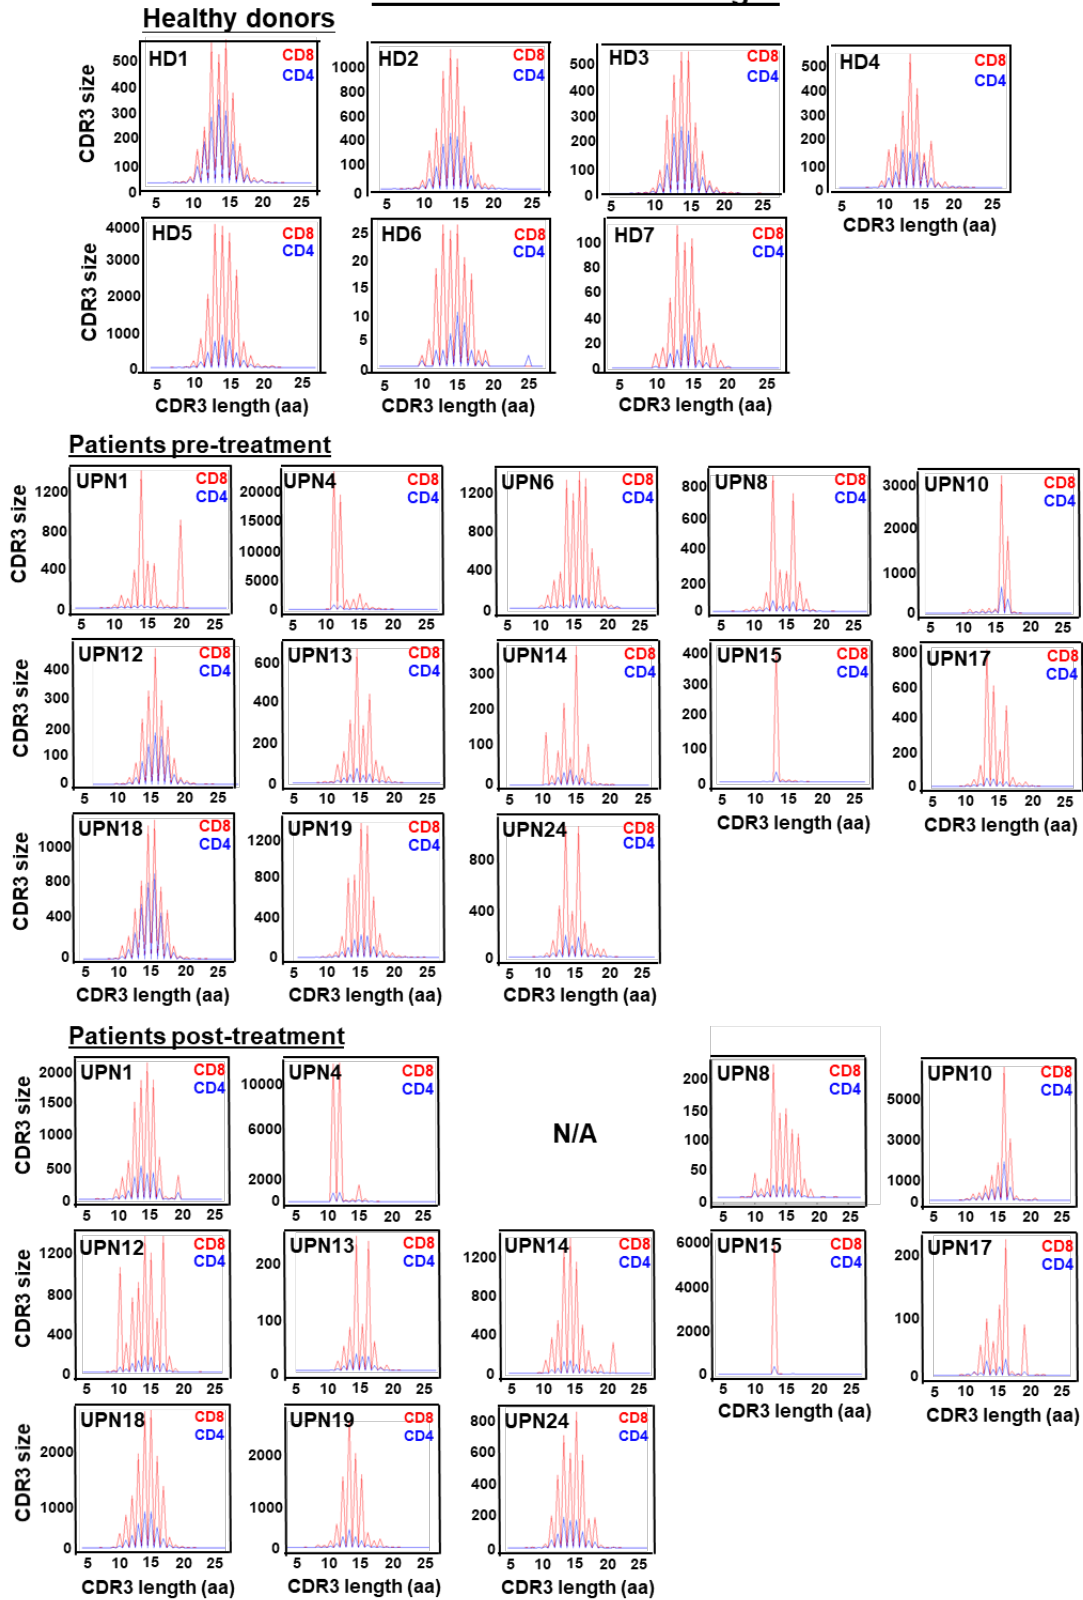 Healthy donors
HD1 CD8 HD2 CD8 HD3 CD8 HD4 CD8
CD4 CD4 CD4 CD4
CDR3 size
500 400 300 200 100 0
1000 800 600 400 200 100 0
500 400 300 200 100 0
500 400 300 200 100 0
5 10 15 20 25 5 10 15 20 25 5 10 15 20 25 5 10 15 20 25
CDR3 length (aa)
HD5 CD8 HD6 CD8 HD7 CD8
CD4 CD4 CD4
CDR3 size
4000 3000 2000 1000 0
25 20 15 10 5 0
100 80 60 40 20 0
5 10 15 20 25 5 10 15 20 25 5 10 15 20 25
CDR3 length (aa) CDR3 length (aa) CDR3 length (aa)
Patients pre-treatment
UPN1 CD8 UPN4 CD8 UPN6 CD8 UPN8 CD8 UPN10 CD8
CD4 CD4 CD4 CD4 CD4
CDR3 size
1200 800 400 0
20000 15000 10000 5000 0
1200 800 400 0
800 600 400 200 0
3000 2000 1000 0
5 10 15 20 25 5 10 15 20 25 5 10 15 20 25 5 10 15 20 25 5 10 15 20 25
UPN12 CD8 UPN13 CD8 UPN14 CD8 UPN15 CD8 UPN17 CD8
CD4 CD4 CD4 CD4 CD4
CDR3 size
400 300 200 100 0
600 400 200 0
300 200 100 0
400 300 200 100 0
800 600 400 200 0
5 10 15 20 25 5 10 15 20 25 5 10 15 20 25 5 10 15 20 25 5 10 15 20 25
CDR3 length (aa) CDR3 length (aa)
UPN18 CD8 UPN19 CD8 UPN24 CD8
CD4 CD4 CD4
CDR3 size
1000 800 400 0
1200 800 400 0
800 400 0
5 10 15 20 25 5 10 15 20 25 5 10 15 20 25
CDR3 length (aa) CDR3 length (aa) CDR3 length (aa)
Patients post-treatment
UPN1 CD8 UPN4 CD8 N/A UPN8 CD8 UPN10 CD8
CD4 CD4 CD4 CD4
CDR3 size
2000 1500 1000 500 0
10000 6000 2000 0
200 150 100 50 0
5000 3000 1000 0
5 10 15 20 25 5 10 15 20 25 5 10 15 20 25 5 10 15 20 25
UPN12 CD8 UPN13 CD8 UPN14 CD8 UPN15 CD8 UPN17 CD8
CD4 CD4 CD4 CD4 CD4
CDR3 size
1200 800 400 0
200 100 0
1200 800 400 0
6000 4000 2000 0
200 100 0
5 10 15 20 25 5 10 15 20 25 5 10 15 20 25 5 10 15 20 25 5 10 15 20 25
CDR3 length (aa) CDR3 length (aa)
UPN18 CD8 UPN19 CD8 UPN24 CD8
CD4 CD4 CD4
CDR3 size
2000 1000 0
2000 1000 0
800 600 400 200 0
5 10 15 20 25 5 10 15 20 25 5 10 15 20 25
CDR3 length (aa) CDR3 length (aa) CDR3 length (aa)